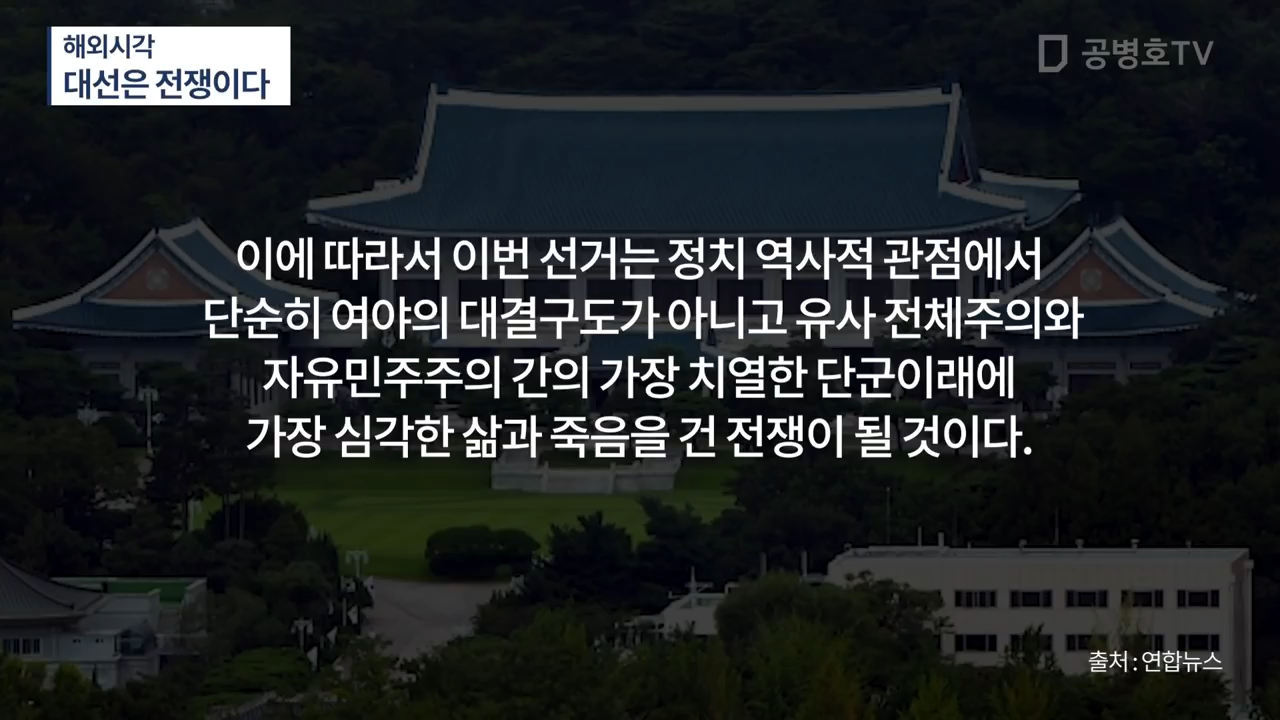 해외시각
대선은 전쟁이다
공병호TV
이에 따라서 이번 선거는 정치 역사적 관점에서
단순히 여야의 대결구도가 아니고 유사 전체주의와
자유민주주의 간의 가장 치열한 단군이래에
가장 심각한 삶과 죽음을 건 전쟁이 될 것이다.
출처 : 연합뉴스